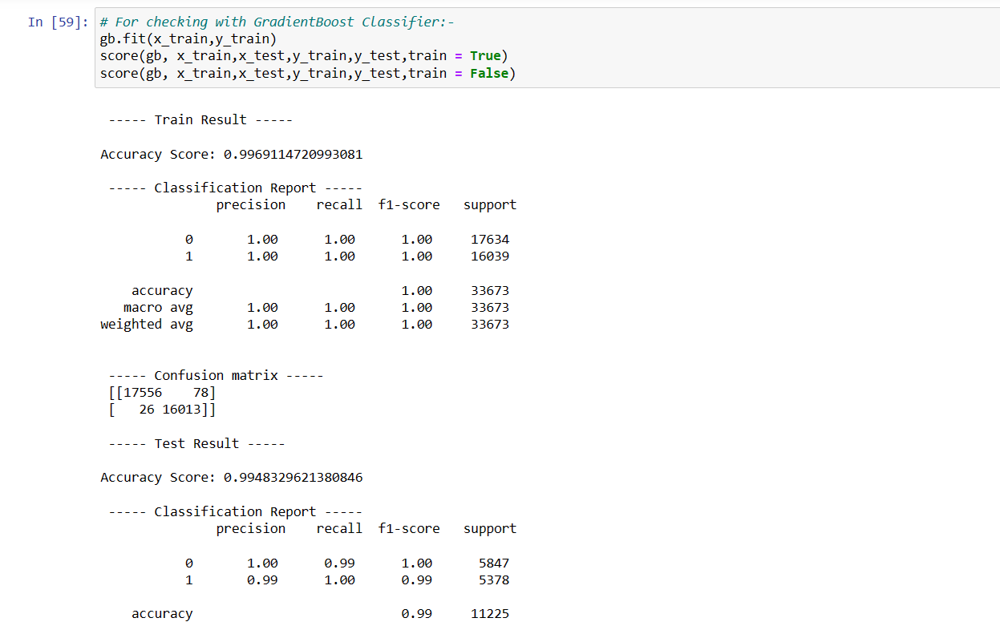 In [59]: # For checking with GradientBoost Classifier:-
gb.fit(x_train,y_train)
score(gb, x_train,x_test,y_train,y_test,train = True)
score(gb, x_train,x_test,y_train,y_test,train = False)
----- Train Result -----
Accuracy Score: 0.9969114720993081
----- Classification Report -----
precision recall f1-score support
0 1.00 1.00 1.00 17634
1 1.00 1.00 1.00 16039
accuracy 1.00 33673
macro avg 1.00 1.00 1.00 33673
weighted avg 1.00 1.00 1.00 33673
----- Confusion matrix -----
[[17556 78]
[ 26 16013]]
----- Test Result -----
Accuracy Score: 0.9948329621380846
----- Classification Report -----
precision recall f1-score support
0 1.00 0.99 1.00 5847
1 0.99 1.00 0.99 5378
accuracy 0.99 11225